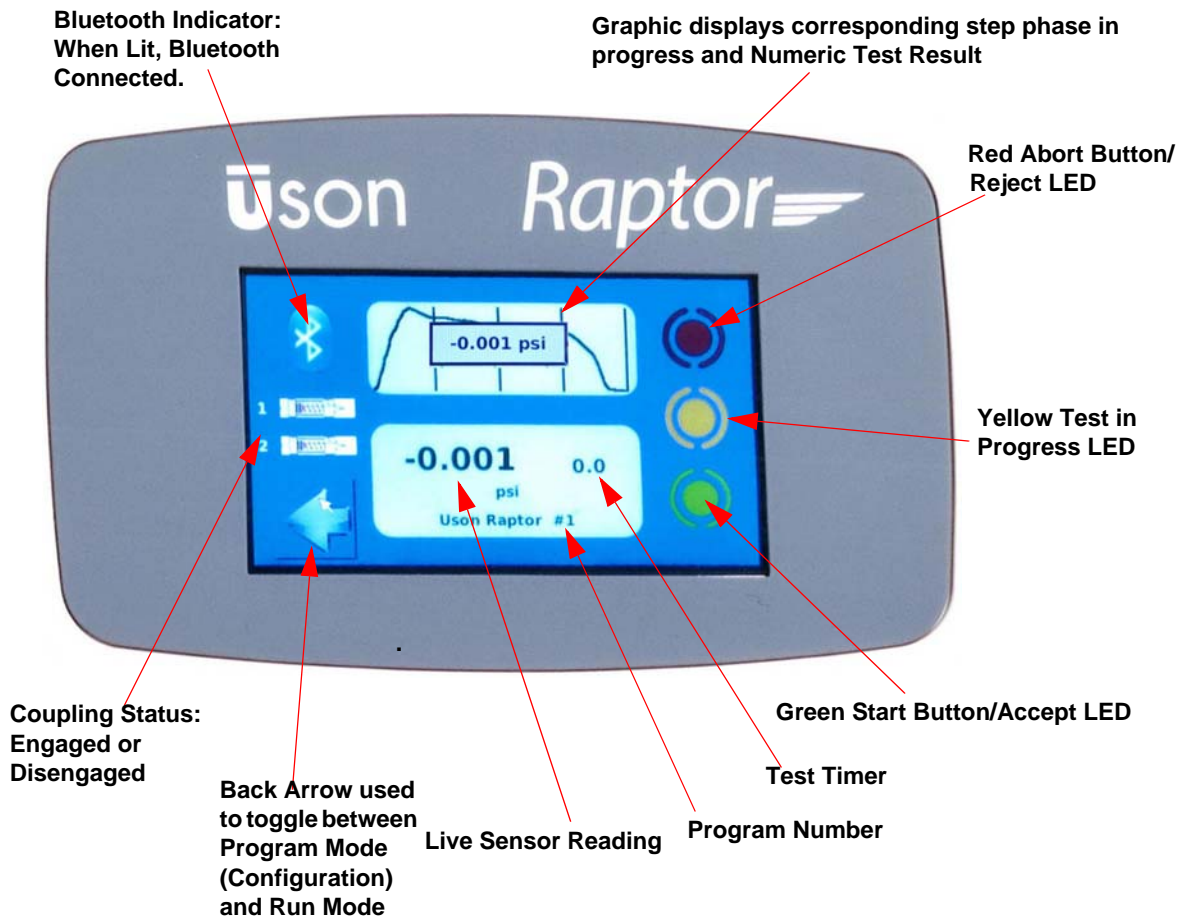 Bluetooth Indicator:
When Lit, Bluetooth
Connected.
Graphic displays corresponding step phase in
progress and Numeric Test Result
Red Abort Button/
Reject LED
Uson Raptor
-0.001 psi
1
2
-0.001 0.0
psi
Uson Raptor #1
Yellow Test in
Progress LED
Green Start Button/Accept LED
Test Timer
Program Number
Live Sensor Reading
Coupling Status:
Engaged or
Disengaged
Back Arrow used
to toggle between
Program Mode
(Configuration)
and Run Mode